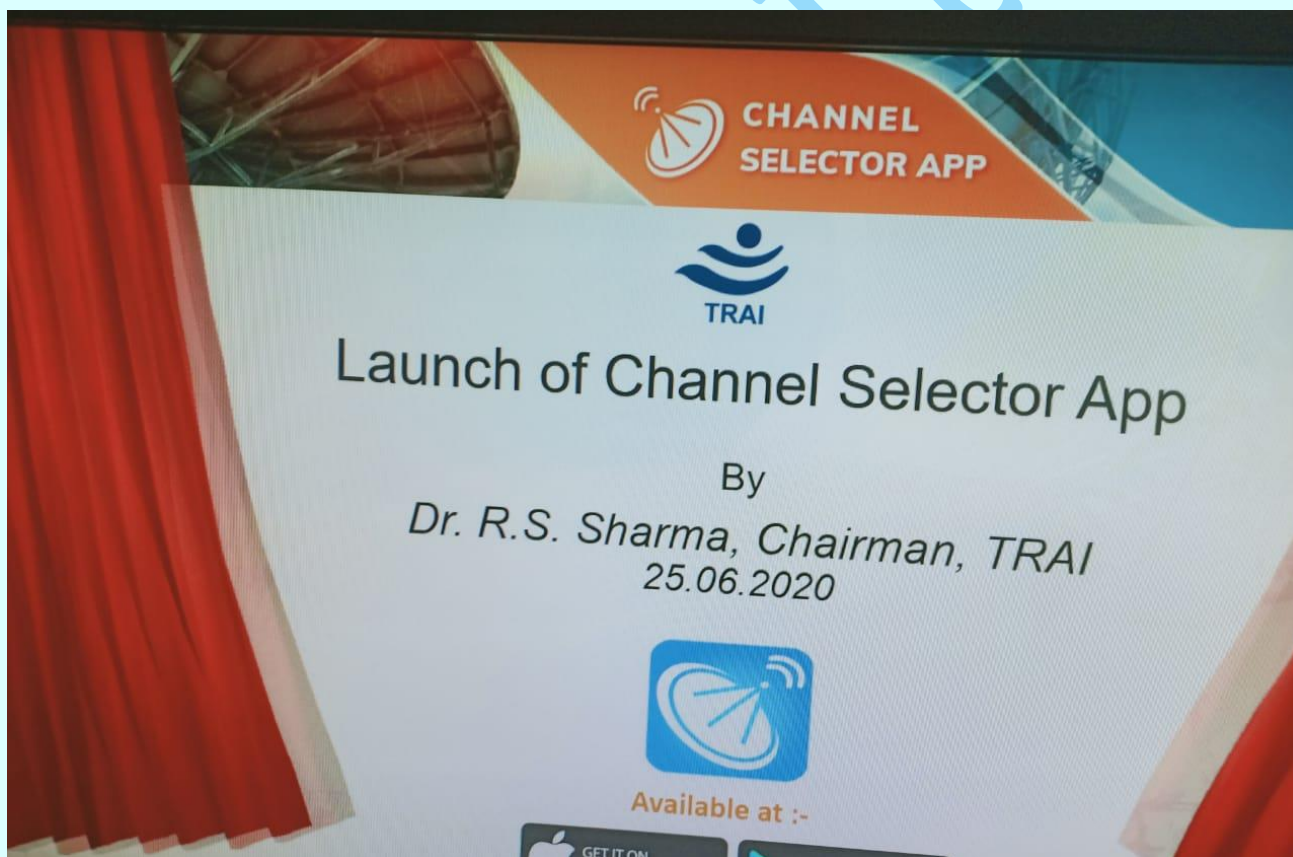 CHANNEL
SELECTOR APP
TRAI
Launch of Channel Selector App
By
Dr. R.S. Sharma, Chairman, TRAI
25.06.2020
Available at :-
GET IT ON